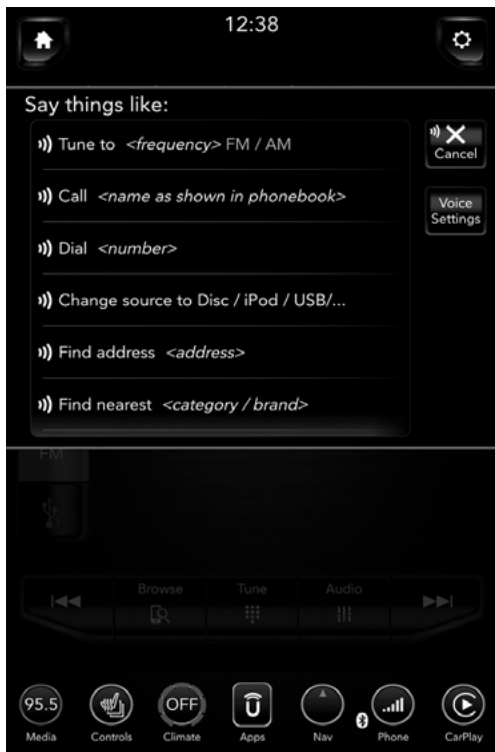 12:38
Say things like:
Tune to <frequency> FM / AM
Cancel
Call <name as shown in phonebook>
Voice
Settings
Dial <number>
Change source to Disc / iPod / USB/...
Find address <address>
Find nearest <category / brand>
FM
Browse Tune Audio
95.5 OFF
Media Controls Climate Apps Nav Phone CarPlay